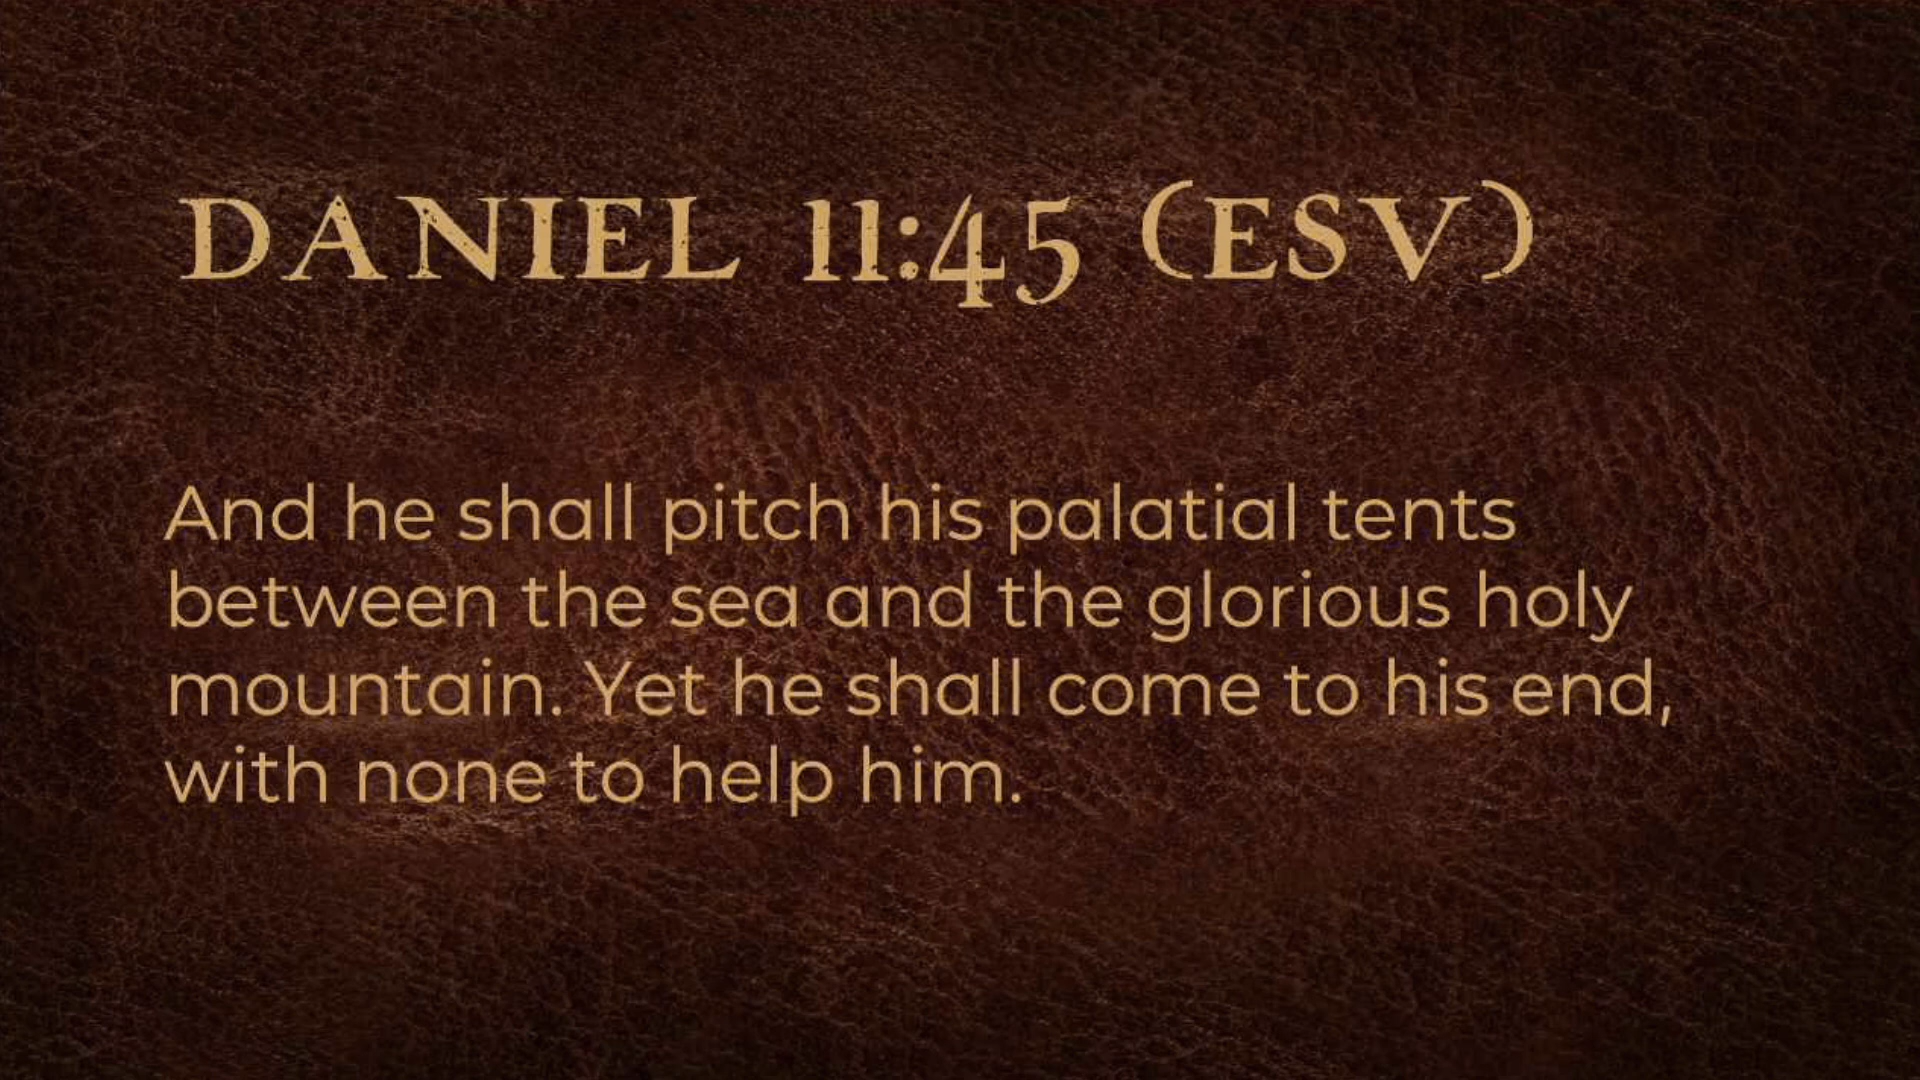 DANIEL 11:45 (ESV)
And he shall pitch his palatial tents
between the sea and the glorious holy
mountain. Yet he shall come to his end,
with none to help him.